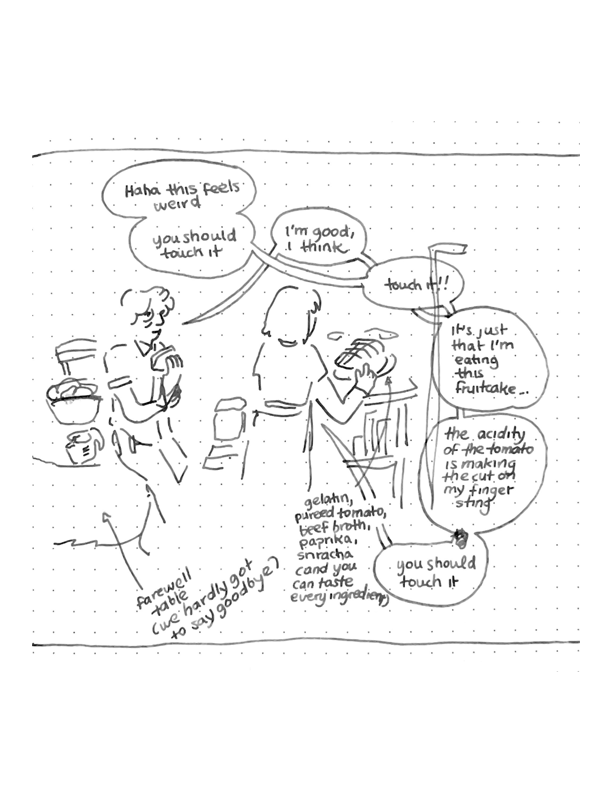 Haha this feels
weird
you should
touch it
I'm good,
I think
touch it!!
It's just
that I'm
eating
this
fruitcake...
the acidity
of the tomato
is making
the cut on
my finger
sting
you should
touch it
gelatin,
pureed tomato,
beef broth,
paprika,
sriracha
cand you
can taste
every ingredient)
farewell
table
(we hardly got
to say goodbye?)